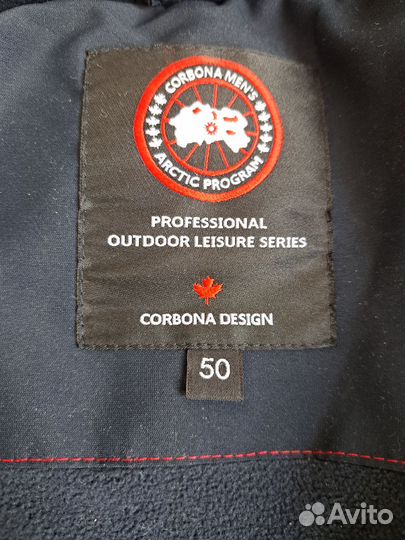 CORBONA MEN'S
ARCTIC PROGRAM
PROFESSIONAL
OUTDOOR LEISURE SERIES
CORBONA DESIGN
50
Avito